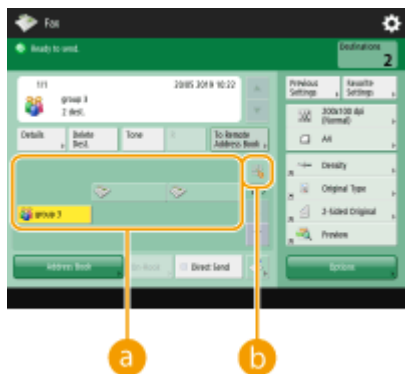 Fax
Ready to send.
Destinations
2
1/1
20/05 2019 10:22
group 3
2 dest.
Previous Settings
Favorite Settings
200x100 dpi (Normal)
Details
Delete Dest.
Tone
To Remote Address Book
A4
Density
Original Type
group 3
2-Sided Original
Preview
Address Book
On-Hook
Direct Send
Options
a
b